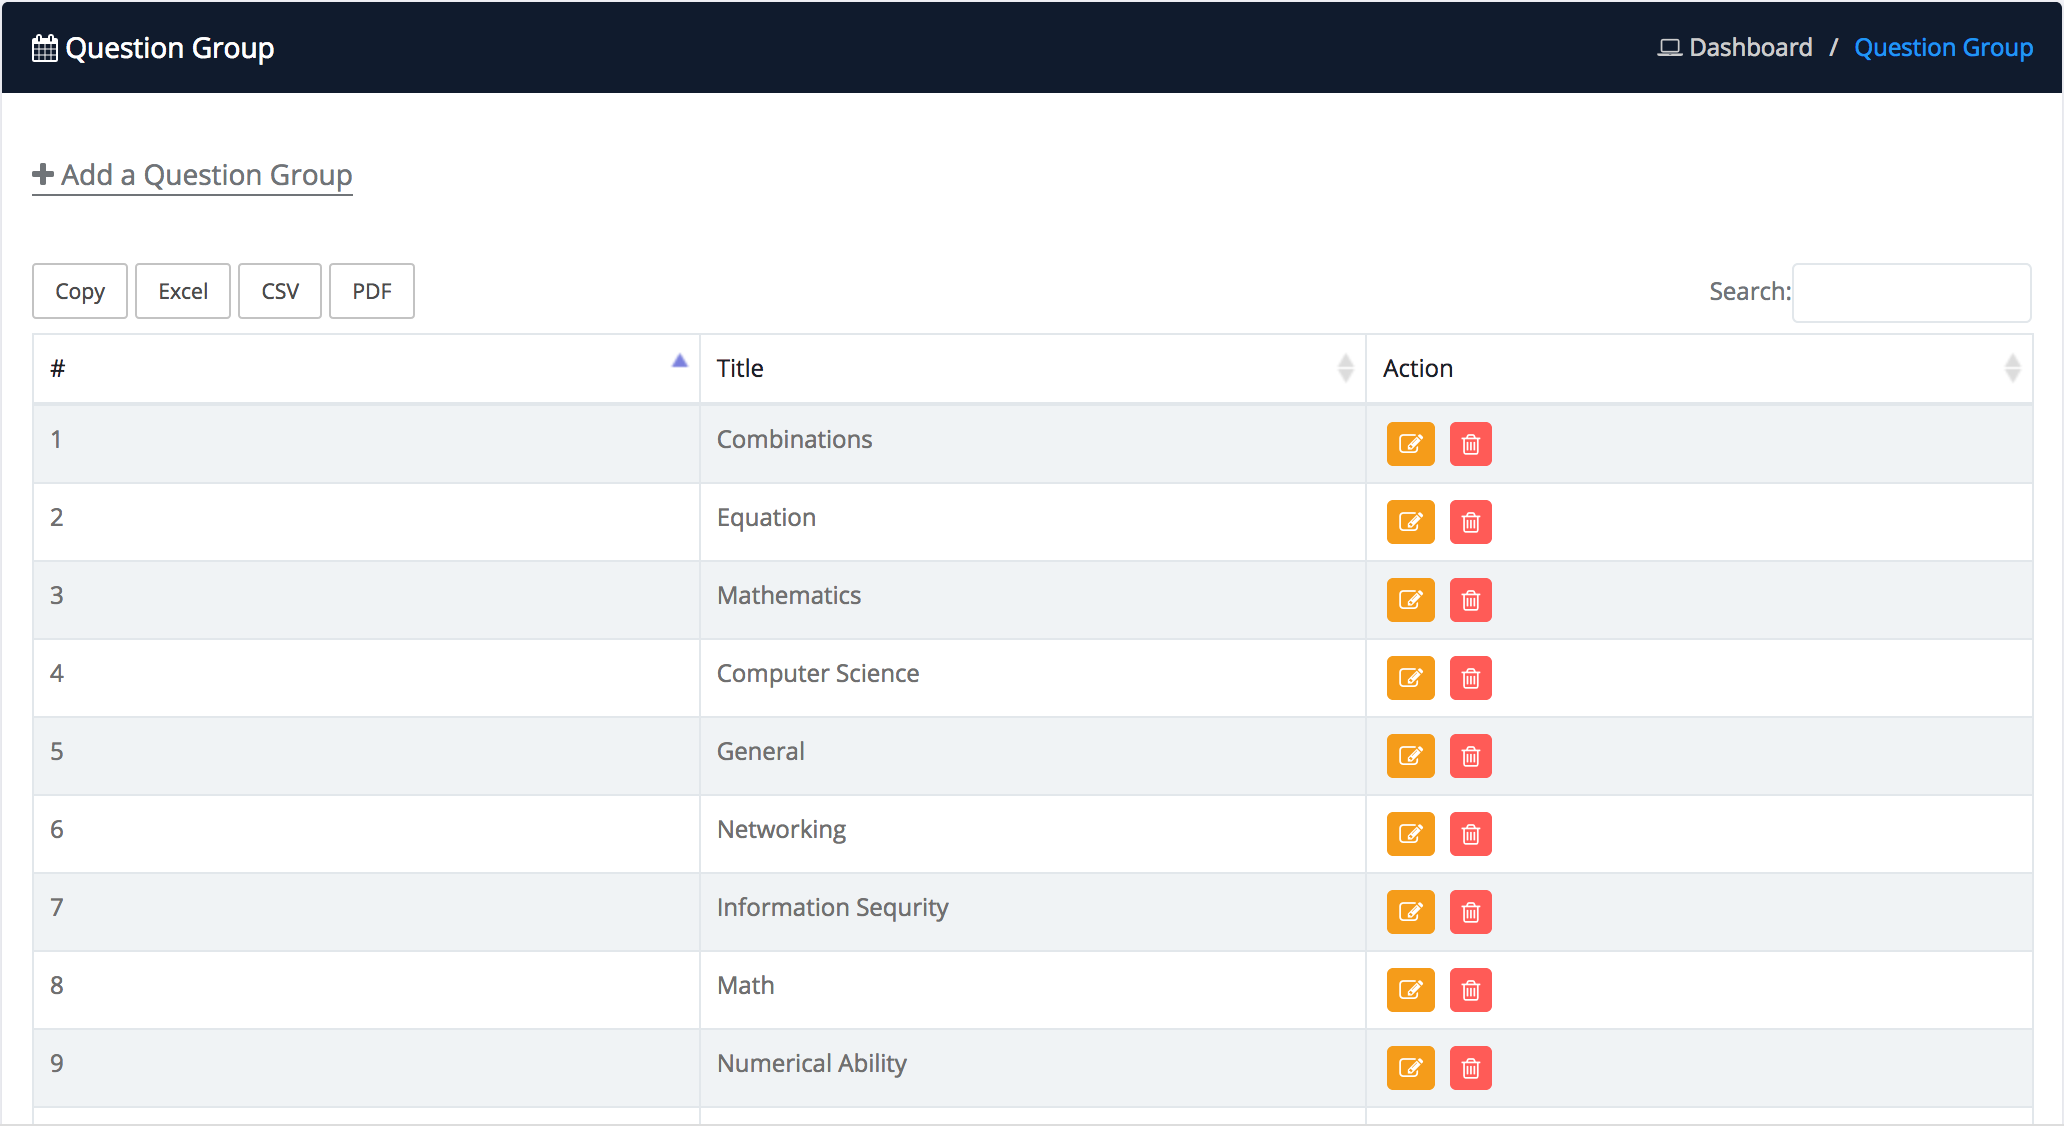 Question Group
Dashboard / Question Group
Add a Question Group
Copy Excel CSV PDF Search:
# Title Action
1 Combinations
2 Equation
3 Mathematics
4 Computer Science
5 General
6 Networking
7 Information Sequrity
8 Math
9 Numerical Ability